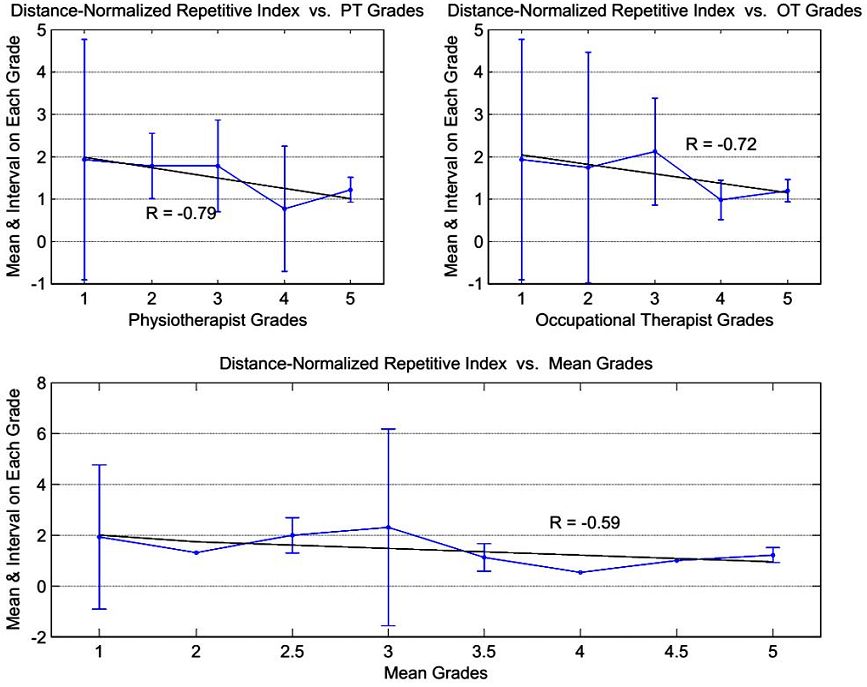 Distance-Normalized Repetitive Index vs. PT Grades
Mean & Interval on Each Grade
5
4
3
2
1
0
-1
R = -0.79
1 2 3 4 5
Physiotherapist Grades
Distance-Normalized Repetitive Index vs. OT Grades
Mean & Interval on Each Grade
5
4
3
2
1
0
-1
R = -0.72
1 2 3 4 5
Occupational Therapist Grades
Distance-Normalized Repetitive Index vs. Mean Grades
Mean & Interval on Each Grade
8
6
4
2
0
-2
R = -0.59
1 2 2.5 3 3.5 4 4.5 5
Mean Grades